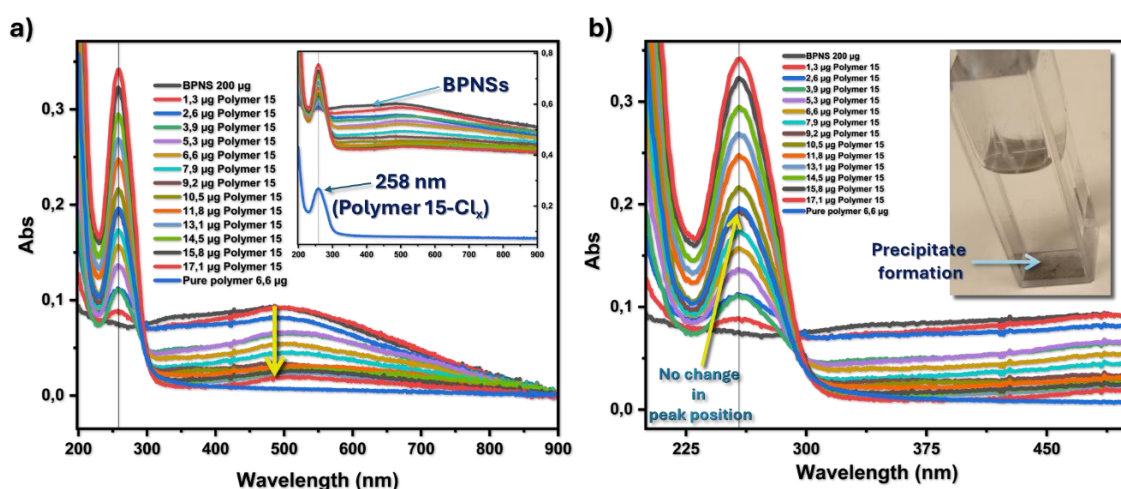 a)
Abs
0,3
0,2
0,1
0,0
200 300 400 500 600 700 800 900
Wavelength (nm)
BPNS 200 µg
1,3 µg Polymer 15
2,6 µg Polymer 15
3,9 µg Polymer 15
5,3 µg Polymer 15
6,6 µg Polymer 15
7,9 µg Polymer 15
9,2 µg Polymer 15
10,5 µg Polymer 15
11,8 µg Polymer 15
13,1 µg Polymer 15
14,5 µg Polymer 15
15,8 µg Polymer 15
17,1 µg Polymer 15
Pure polymer 6,6 µg
BPNSs
258 nm
(Polymer 15-Clₓ)
0,8
0,6
0,4
0,2
200 300 400 500 600 700 800 900
b)
Abs
0,3
0,2
0,1
0,0
225 300 375 450
Wavelength (nm)
BPNS 200 µg
1,3 µg Polymer 15
2,6 µg Polymer 15
3,9 µg Polymer 15
5,3 µg Polymer 15
6,6 µg Polymer 15
7,9 µg Polymer 15
9,2 µg Polymer 15
10,5 µg Polymer 15
11,8 µg Polymer 15
13,1 µg Polymer 15
14,5 µg Polymer 15
15,8 µg Polymer 15
17,1 µg Polymer 15
Pure polymer 6,6 µg
Precipitate
formation
No change
in
peak position